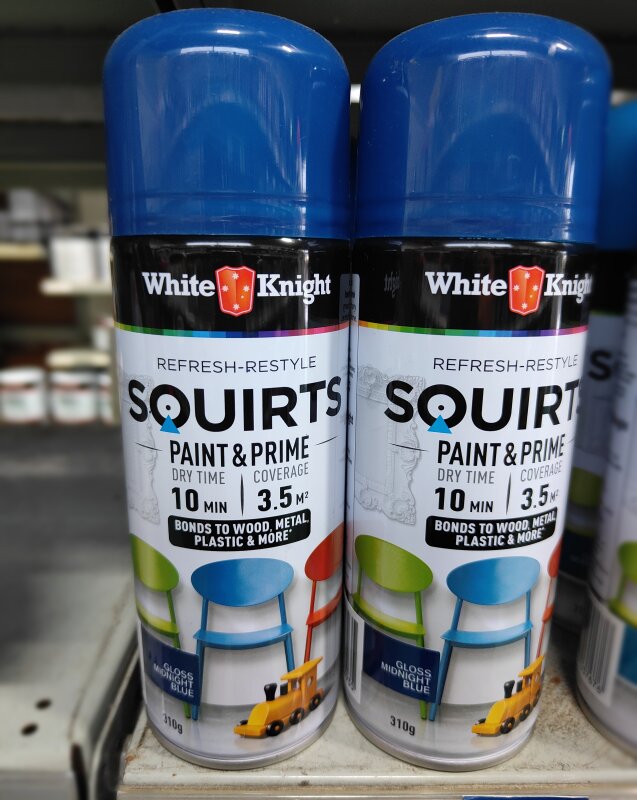 White Knight
REFRESH-RESTYLE
SQUIRTS
PAINT & PRIME
DRY TIME COVERAGE
10 MIN 3.5 M²
BONDS TO WOOD, METAL,
PLASTIC & MORE*
GLOSS
MIDNIGHT
BLUE
310g
White Knight
REFRESH-RESTYLE
SQUIRTS
PAINT & PRIME
DRY TIME COVERAGE
10 MIN 3.5 M²
BONDS TO WOOD, METAL,
PLASTIC & MORE*
GLOSS
MIDNIGHT
BLUE
310g